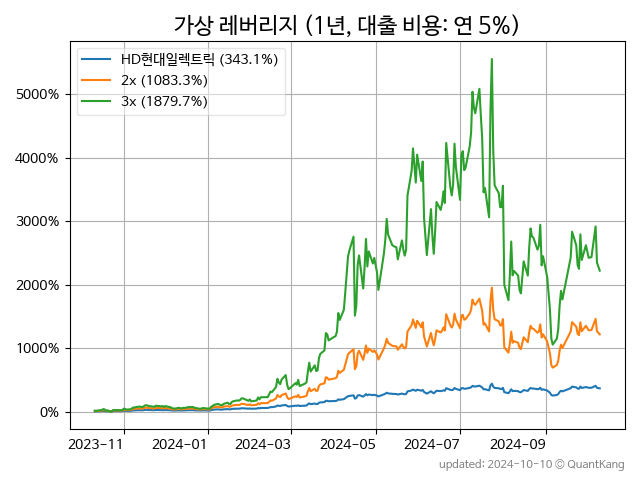 가상 레버리지 (1년, 대출 비용: 연 5%)
HD현대일렉트릭 (343.1%)
2x (1083.3%)
3x (1879.7%)
5000%
4000%
3000%
2000%
1000%
0%
2023-11 2024-01 2024-03 2024-05 2024-07 2024-09
updated: 2024-10-10 © QuantKang